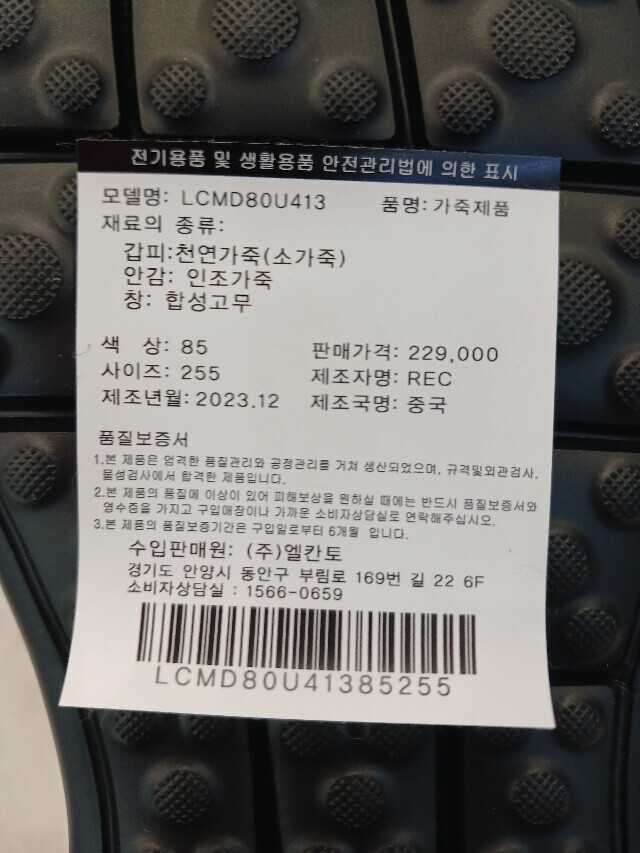 전기용품 및 생활용품 안전관리법에 의한 표시
모델명: LCMD80U413 품명: 가죽제품
재료의 종류:
갑피:천연가죽(소가죽)
안감: 인조가죽
창: 합성고무
색 상: 85 판매가격: 229,000
사이즈: 255 제조자명: REC
제조년월: 2023.12 제조국명: 중국
품질보증서
1.본 제품은 엄격한 품질관리와 공정관리를 거쳐 생산되었으며, 규격및외관검사,
물성검사에서 합격한 제품입니다.
2.본 제품의 품질에 이상이 있어 피해보상을 원하실 때에는 반드시 품질보증서와
영수증을 가지고 구입매장이나 가까운 소비자상담실로 연락해주십시오.
3.본 제품의 품질보증기간은 구입일로부터 6개월 입니다.
수입판매원: (주)엘칸토
경기도 안양시 동안구 부림로 169번 길 22 6F
소비자상담실 : 1566-0659
LCMD80U41385255